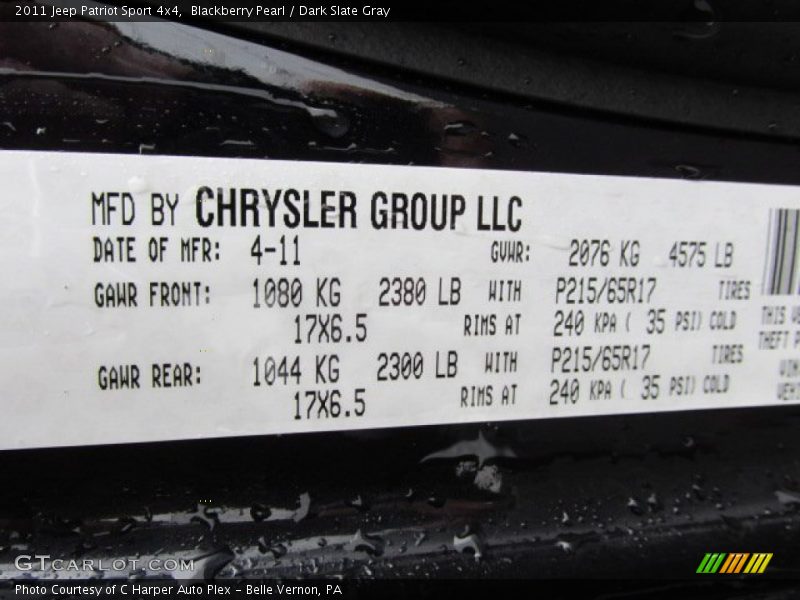 2011 Jeep Patriot Sport 4x4, Blackberry Pearl / Dark Slate Gray
MFD BY CHRYSLER GROUP LLC
DATE OF MFR: 4-11 GVWR: 2076 KG 4575 LB
GAWR FRONT: 1080 KG 2380 LB WITH P215/65R17 TIRES
17X6.5 RIMS AT 240 KPA ( 35 PSI) COLD
GAWR REAR: 1044 KG 2300 LB WITH P215/65R17 TIRES
17X6.5 RIMS AT 240 KPA ( 35 PSI) COLD
THIS
THEFT
GTCARLOT.COM
Photo Courtesy of C Harper Auto Plex – Belle Vernon, PA